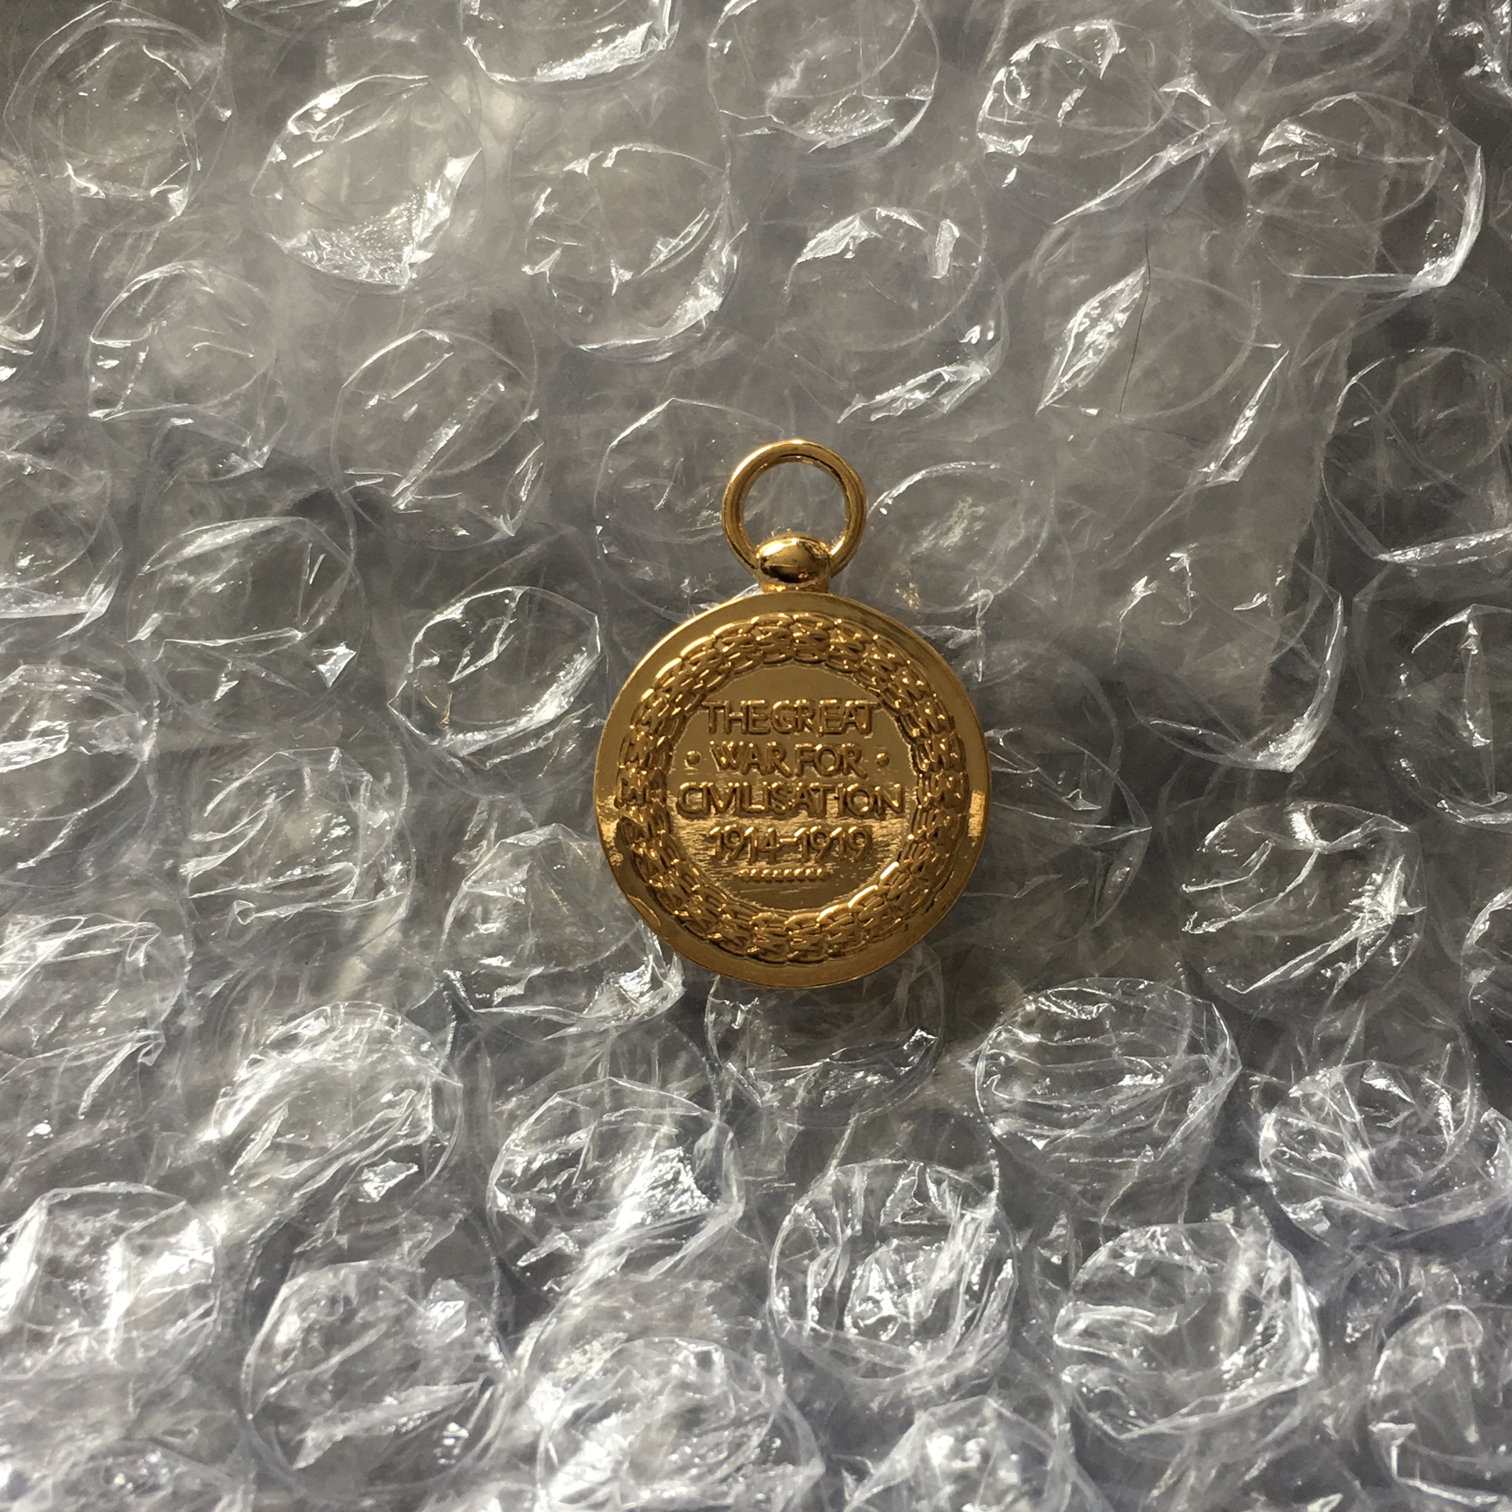 THE GREAT
· WAR FOR ·
CIVILISATION
1914-1919